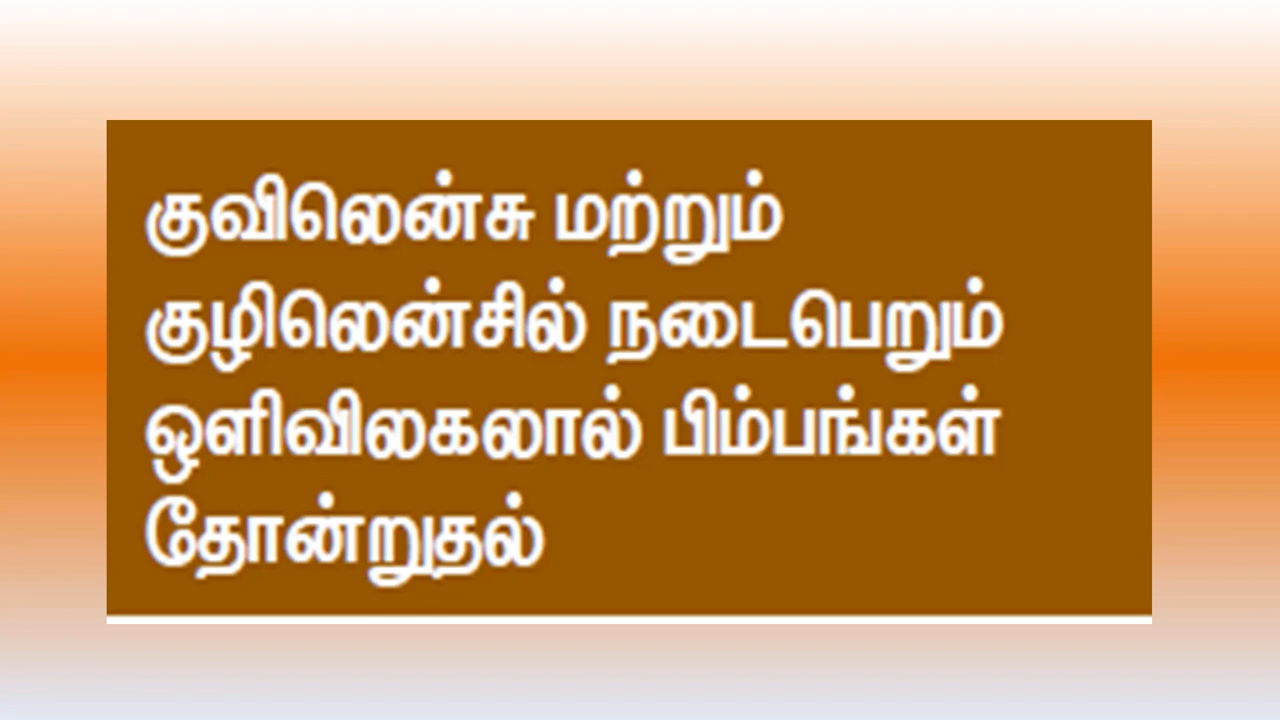 குவிலென்சு மற்றும்
குழிலென்சில் நடைபெறும்
ஒளிவிலகலால் பிம்பங்கள்
தோன்றுதல்